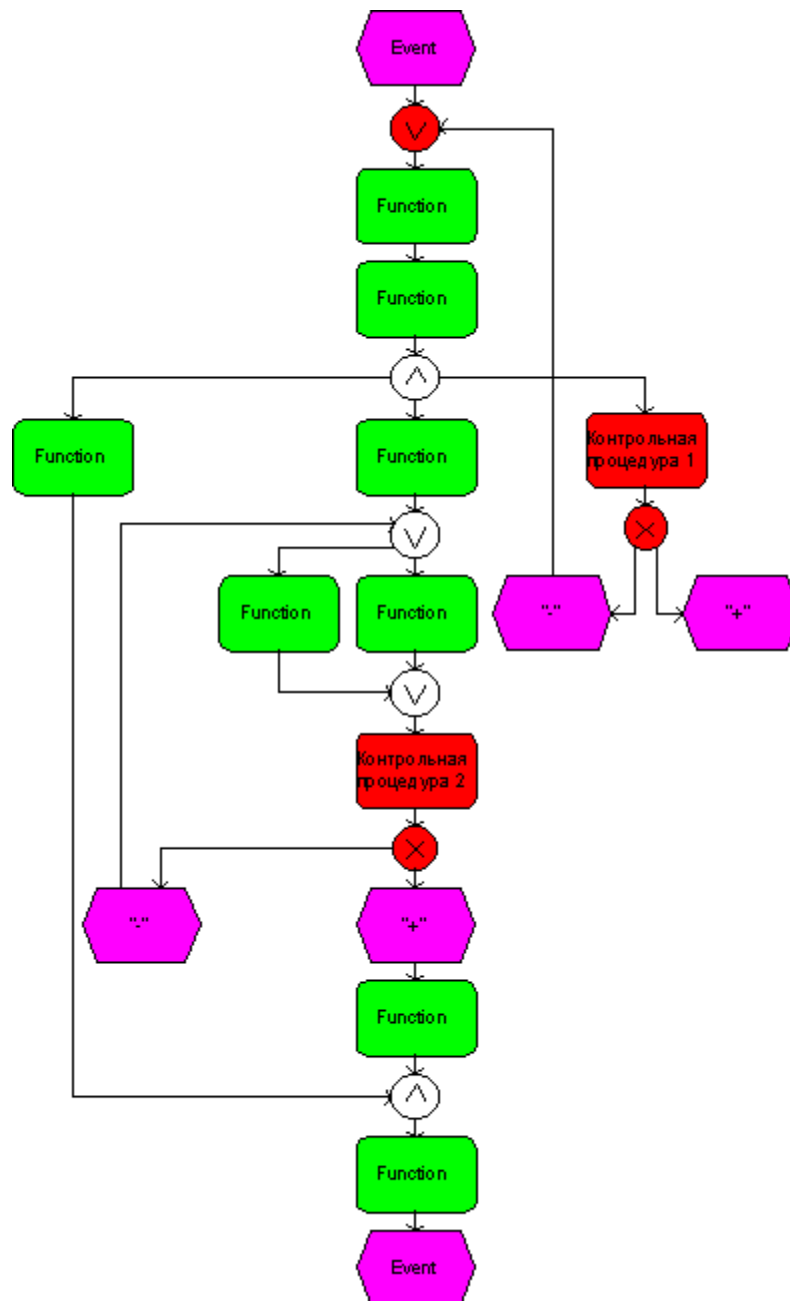 Event
Function
Function
Function
Function
Контрольная
процедура 1
Function
Function
"-"
"+"
Контрольная
процедура 2
"-"
"+"
Function
Function
Event